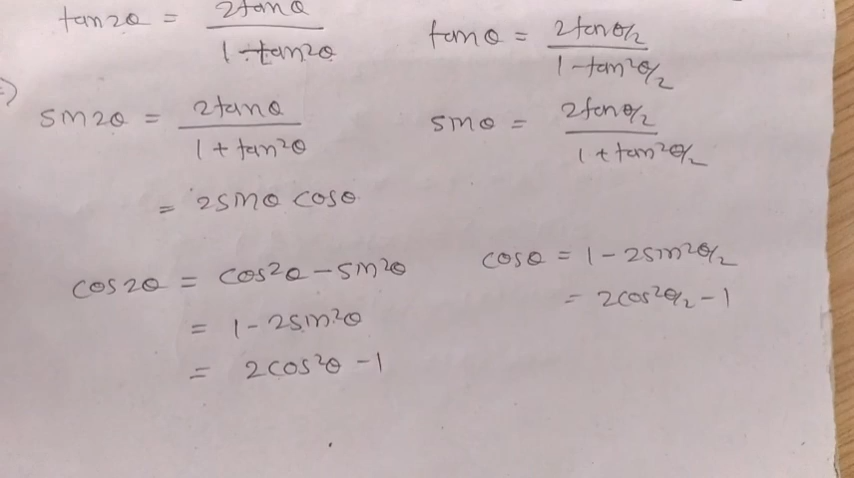 tan2θ = 2tanθ / 1-tan²θ
tanθ = 2tanθ/2 / 1-tan²θ/2
sin2θ = 2tanθ / 1+tan²θ
sinθ = 2tanθ/2 / 1+tan²θ/2
= 2sinθ cosθ
cos2θ = cos²θ-sin²θ
cosθ = 1-2sin²θ/2
= 1-2sin²θ
= 2cos²θ/2-1
= 2cos²θ-1